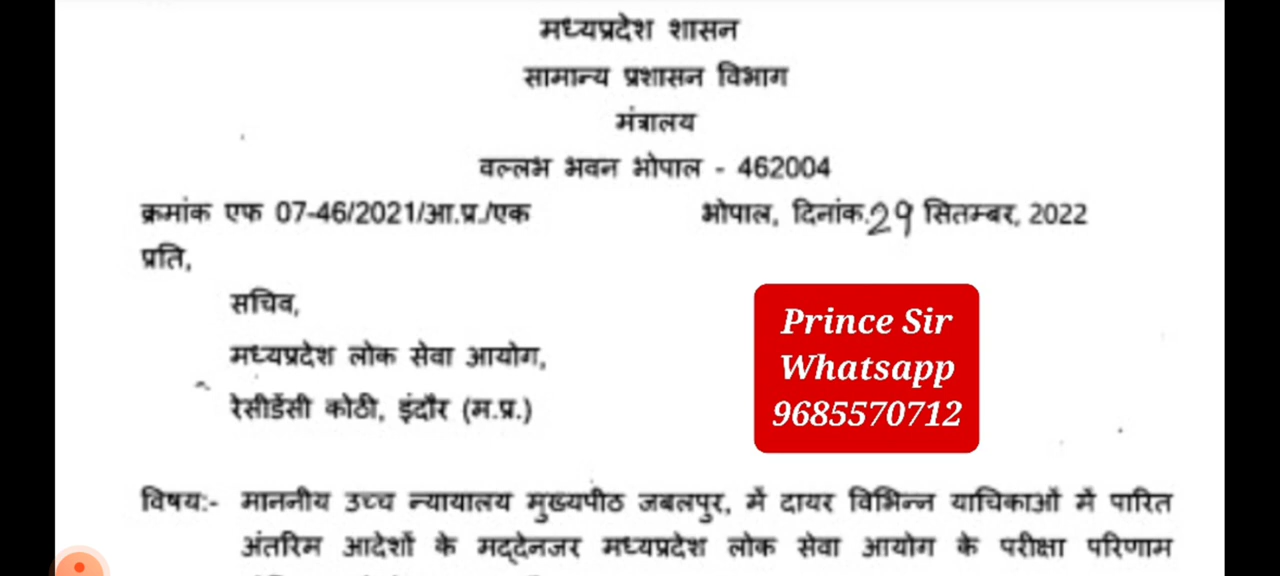 मध्यप्रदेश शासन
सामान्य प्रशासन विभाग
मंत्रालय
वल्लभ भवन भोपाल - 462004
क्रमांक एफ 07-46/2021/आ.प्र./एक
भोपाल, दिनांक.29 सितम्बर, 2022
प्रति,
सचिव,
मध्यप्रदेश लोक सेवा आयोग,
रेसीडेंसी कोठी, इंदौर (म.प्र.)
Prince Sir
Whatsapp
9685570712
विषय:- माननीय उच्च न्यायालय मुख्यपीठ जबलपुर, में दायर विभिन्न याचिकाओं में पारित
अंतरिम आदेशों के मद्देनजर मध्यप्रदेश लोक सेवा आयोग के परीक्षा परिणाम